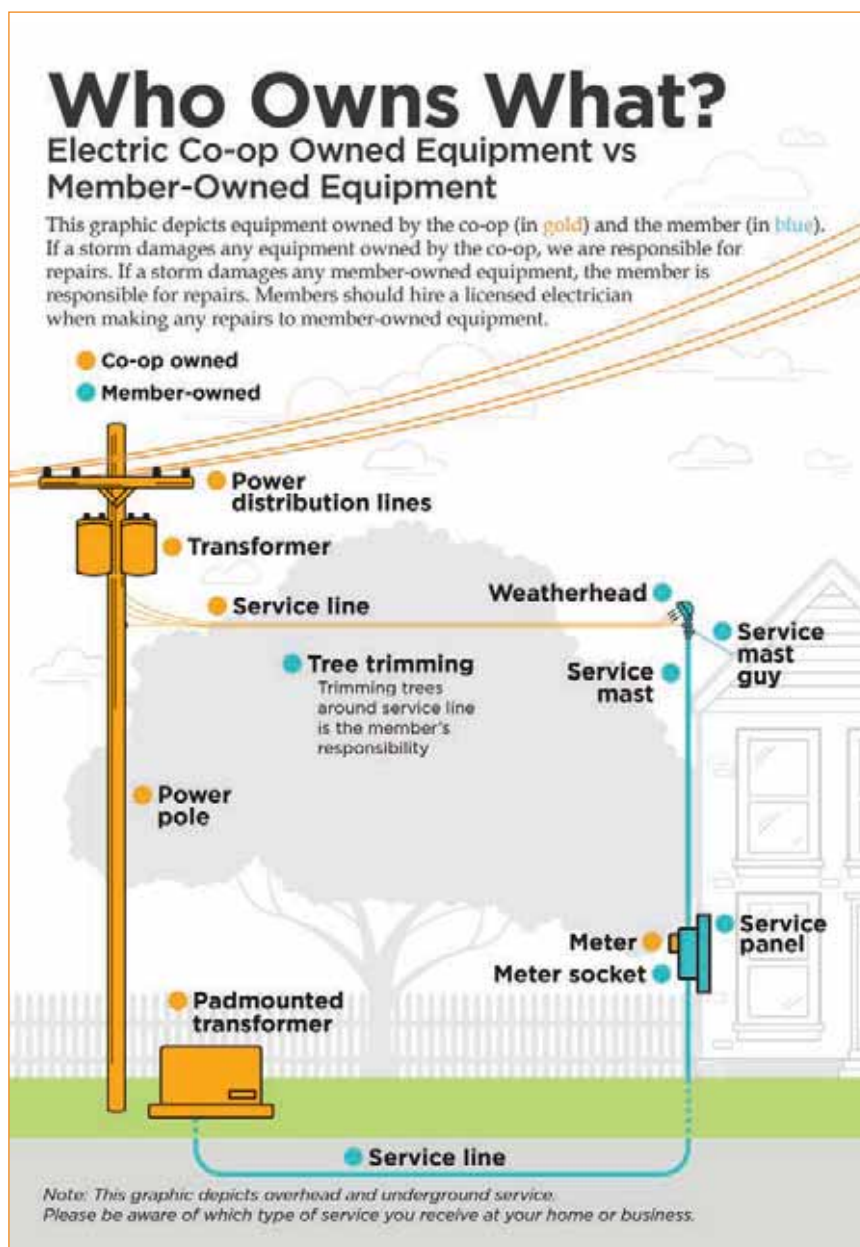 Who Owns What?
Electric Co-op Owned Equipment vs
Member-Owned Equipment
This graphic depicts equipment owned by the co-op (in gold) and the member (in blue).
If a storm damages any equipment owned by the co-op, we are responsible for
repairs. If a storm damages any member-owned equipment, the member is
responsible for repairs. Members should hire a licensed electrician
when making any repairs to member-owned equipment.
Co-op owned
Member-owned
Power
distribution lines
Transformer
Service line
Weatherhead
Service
mast
guy
Tree trimming
Trimming trees
around service line
is the member's
responsibility
Service
mast
Power
pole
Meter
Service
panel
Meter socket
Padmounted
transformer
Service line
Note: This graphic depicts overhead and underground service.
Please be aware of which type of service you receive at your home or business.